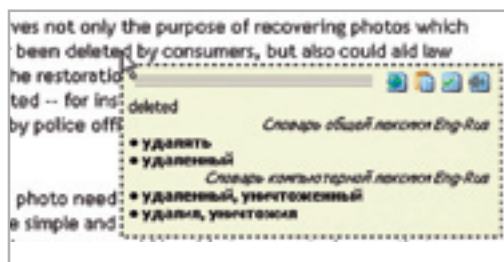 ves not only the purpose of recovering photos which
been deleted by consumers, but also could aid law
he restoratio
ted -- for ins
by police offi
photo need
e simple and
deleted
Словарь общей лексики Eng-Rus
• удалять
• удаленный
Словарь компьютерной лексики Eng-Rus
• удаленный, уничтоженный
• удалил, уничтожил